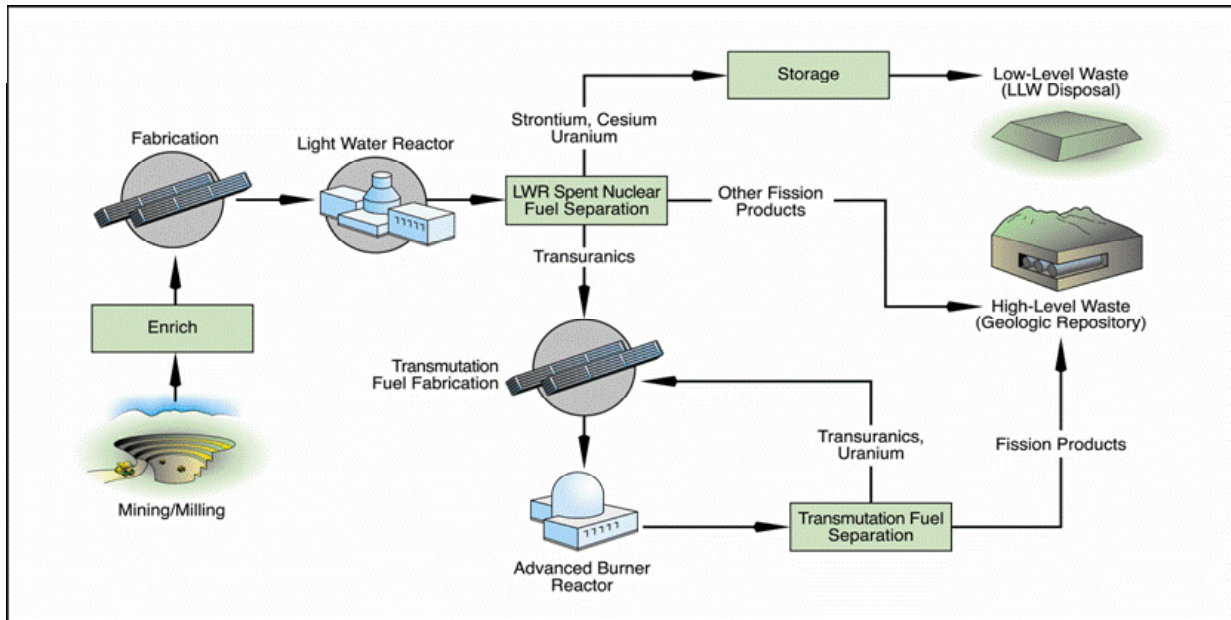 Storage
Low-Level Waste
(LLW Disposal)
Strontium, Cesium
Uranium
Fabrication
Light Water Reactor
LWR Spent Nuclear
Fuel Separation
Other Fission
Products
Transuranics
Enrich
High-Level Waste
(Geologic Repository)
Transmutation
Fuel Fabrication
Transuranics,
Uranium
Fission Products
Mining/Milling
Transmutation Fuel
Separation
Advanced Burner
Reactor